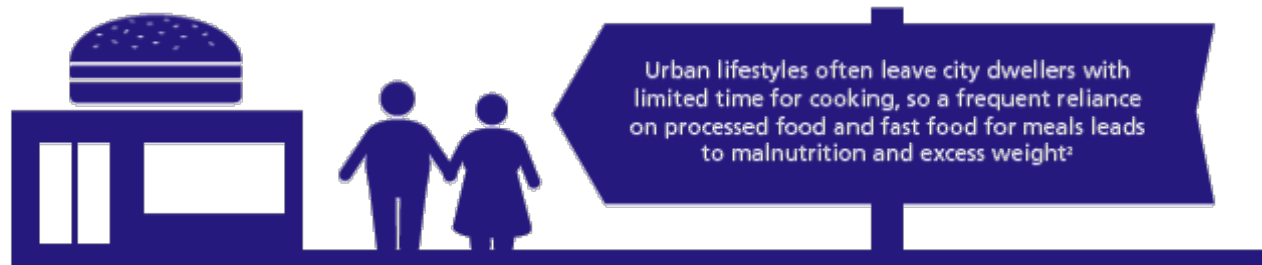 Urban lifestyles often leave city dwellers with
limited time for cooking, so a frequent reliance
on processed food and fast food for meals leads
to malnutrition and excess weight²